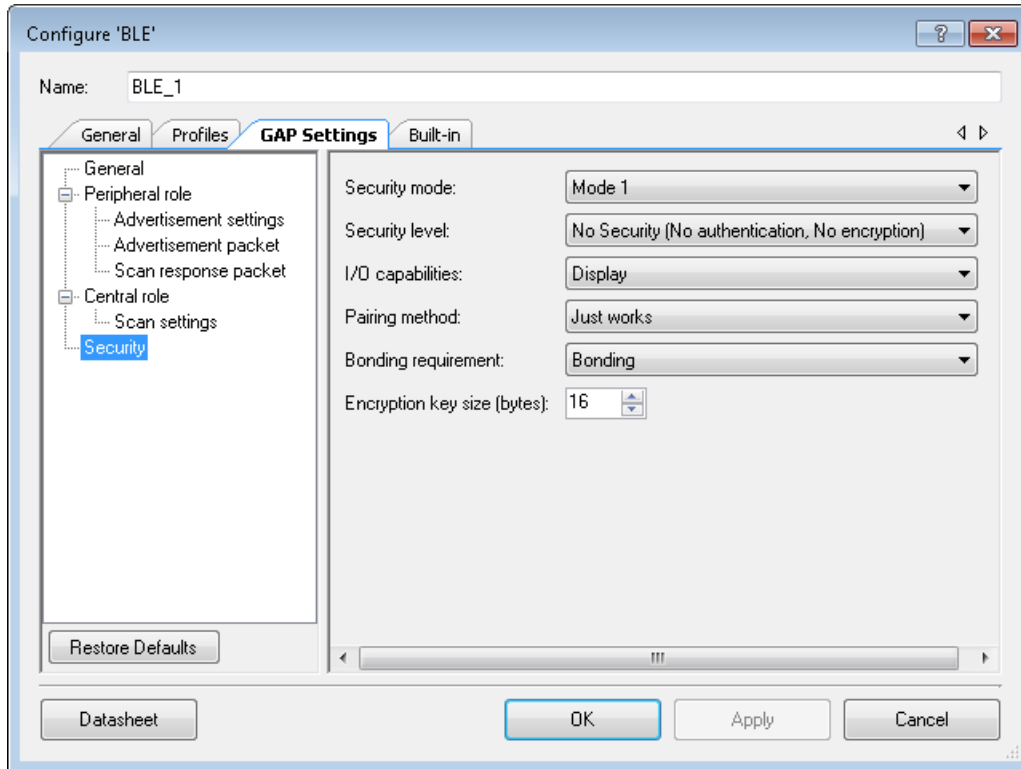 Configure 'BLE'
Name: BLE_1
General Profiles GAP Settings Built-in
General
Peripheral role
Advertisement settings
Advertisement packet
Scan response packet
Central role
Scan settings
Security
Security mode: Mode 1
Security level: No Security (No authentication, No encryption)
I/O capabilities: Display
Pairing method: Just works
Bonding requirement: Bonding
Encryption key size (bytes): 16
Restore Defaults
Datasheet OK Apply Cancel